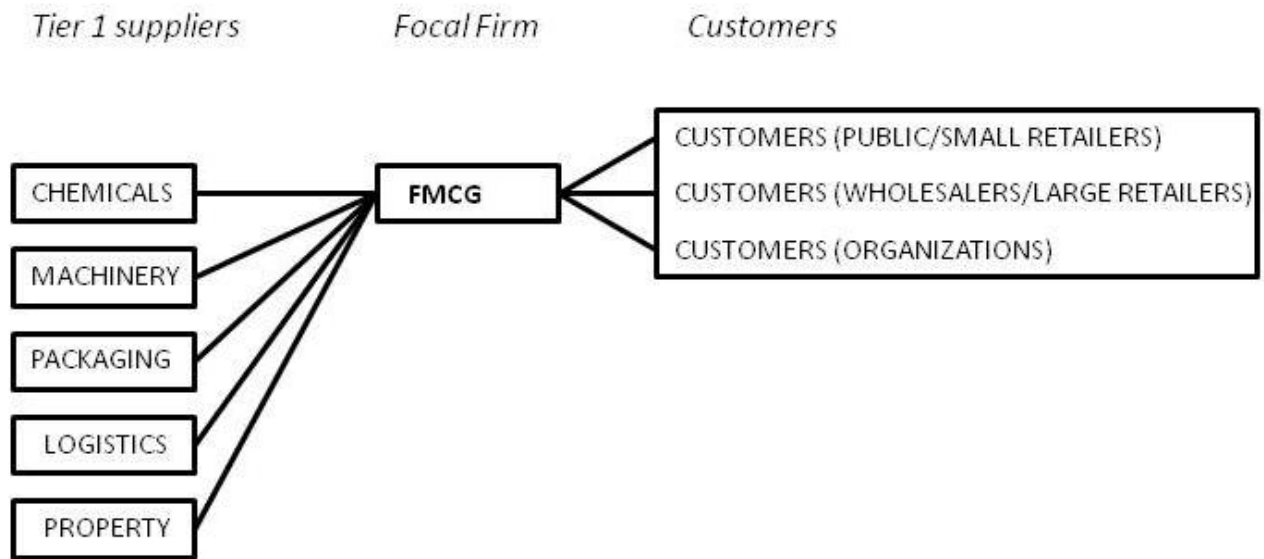 Tier 1 suppliers
Focal Firm
Customers
CHEMICALS
MACHINERY
PACKAGING
LOGISTICS
PROPERTY
FMCG
CUSTOMERS (PUBLIC/SMALL RETAILERS)
CUSTOMERS (WHOLESALERS/LARGE RETAILERS)
CUSTOMERS (ORGANIZATIONS)